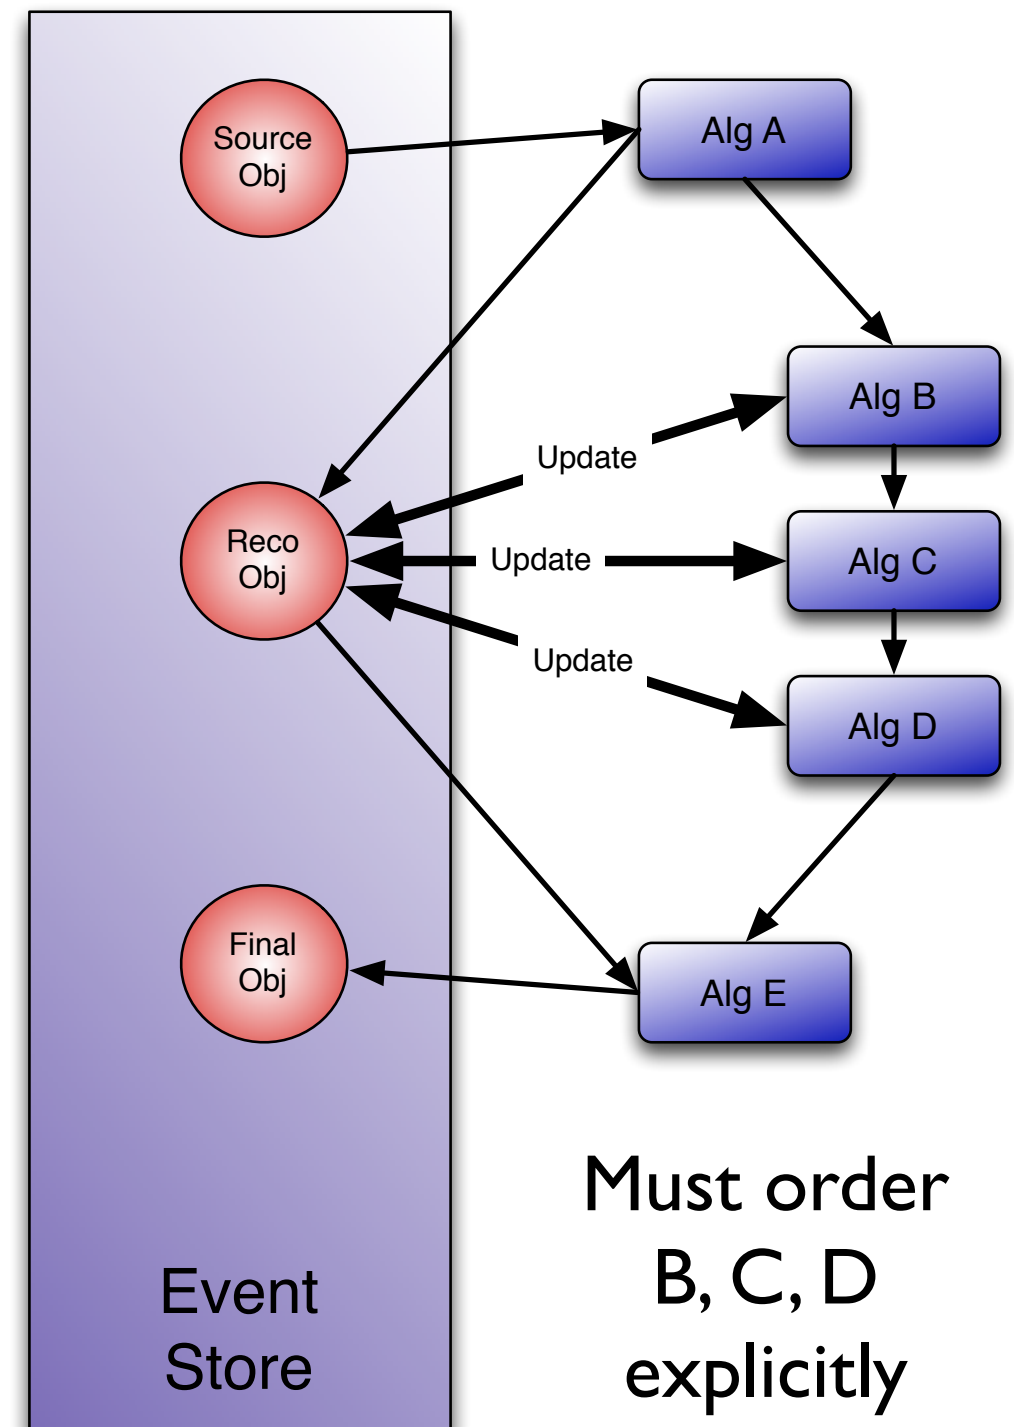 Source
Obj
Alg A
Alg B
Update
Reco
Obj
Update
Alg C
Update
Alg D
Final
Obj
Alg E
Must order
B, C, D
explicitly
Event
Store